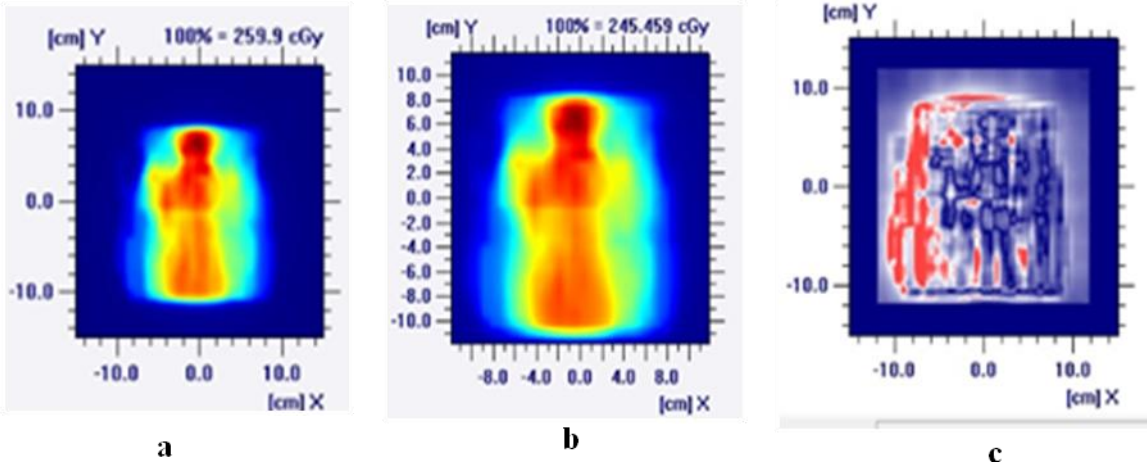 [cm] Y 100% = 259.9 cGy
10.0
0.0
-10.0
-10.0 0.0 10.0
[cm] X
a
[cm] Y 100% = 245.459 cGy
10.0
8.0
6.0
4.0
2.0
0.0
-2.0
-4.0
-6.0
-8.0
-10.0
-8.0 -4.0 0.0 4.0 8.0
[cm] X
b
[cm] Y
10.0
0.0
-10.0
-10.0 0.0 10.0
[cm] X
c